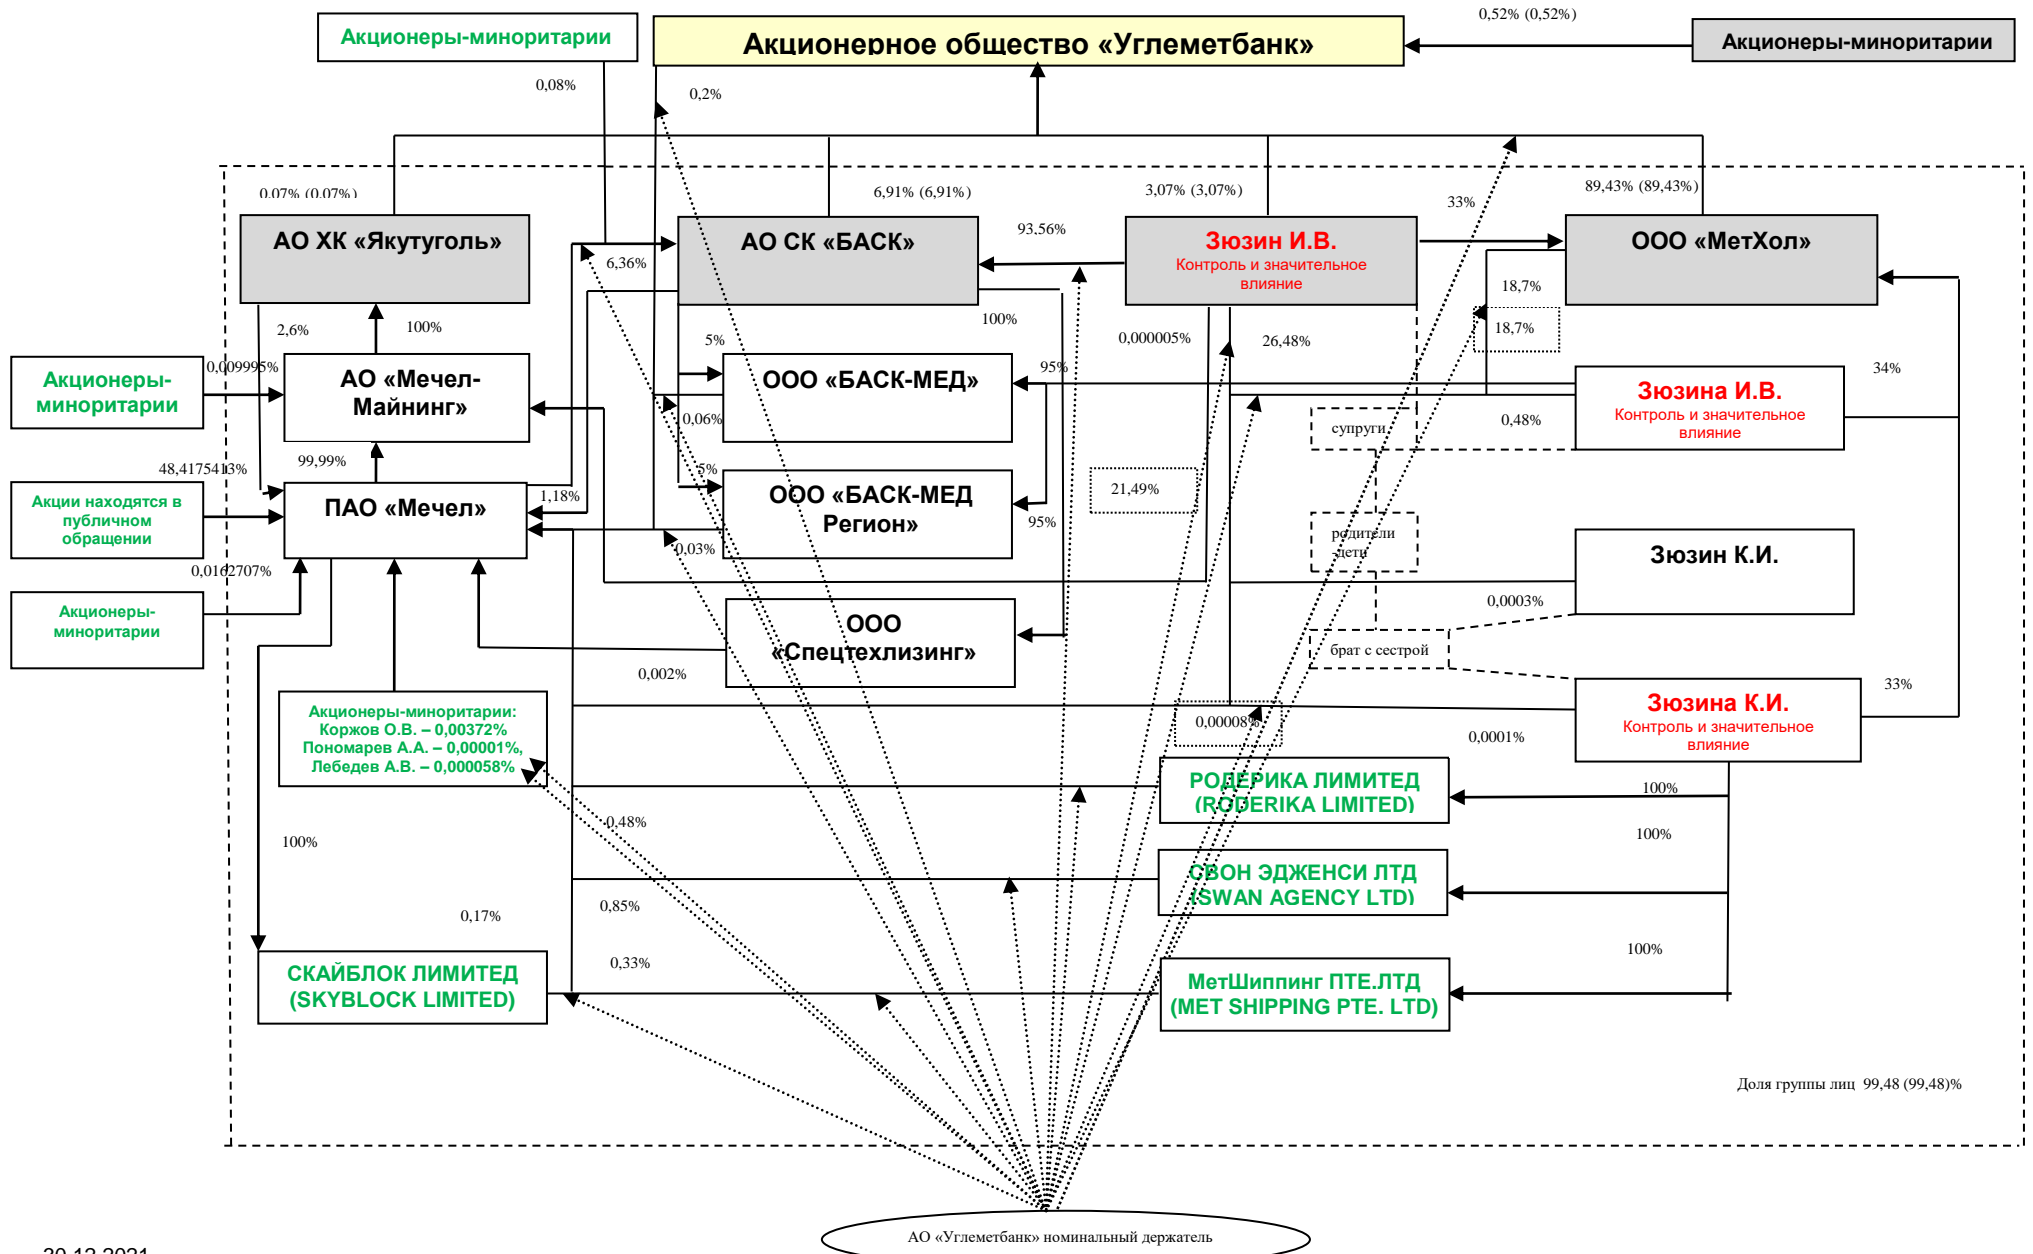 0,52% (0,52%)
Акционеры-миноритарии
Акционерное общество «Углеметбанк»
Акционеры-миноритарии
0,08%
0,2%
0,07% (0,07%)
6,91% (6,91%)
3,07% (3,07%)
89,43% (89,43%)
33%
АО ХК «Якутуголь»
АО СК «БАСК»
93,56%
Зюзин И.В.
Контроль и значительное
влияние
ООО «МетХол»
6,36%
18,7%
2,6%
100%
100%
0,000005%
26,48%
18,7%
5%
0,009995%
95%
34%
Акционеры-
миноритарии
АО «Мечел-
Майнинг»
ООО «БАСК-МЕД»
Зюзина И.В.
Контроль и значительное
влияние
0,06%
супруги
0,48%
48,4175413%
99,99%
5%
Акции находятся в
публичном
обращении
ПАО «Мечел»
1,18%
ООО «БАСК-МЕД
Регион»
21,49%
95%
родители
-дети
Зюзин К.И.
0,03%
0,0162707%
Акционеры-
миноритарии
ООО
«Спецтехлизинг»
0,0003%
брат с сестрой
0,002%
33%
Акционеры-миноритарии:
Коржов О.В. – 0,00372%
Пономарев А.А. – 0,00001%,
Лебедев А.В. – 0,000058%
0,00008%
0,0001%
Зюзина К.И.
Контроль и значительное
влияние
РОДЕРИКА ЛИМИТЕД
(RODERIKA LIMITED)
100%
0,48%
100%
100%
СВОН ЭДЖЕНСИ ЛТД
(SWAN AGENCY LTD)
0,17%
0,85%
100%
0,33%
СКАЙБЛОК ЛИМИТЕД
(SKYBLOCK LIMITED)
МетШиппинг ПТЕ.ЛТД
(MET SHIPPING PTE. LTD)
Доля группы лиц 99,48 (99,48)%
АО «Углеметбанк» номинальный держатель
30.12.2021